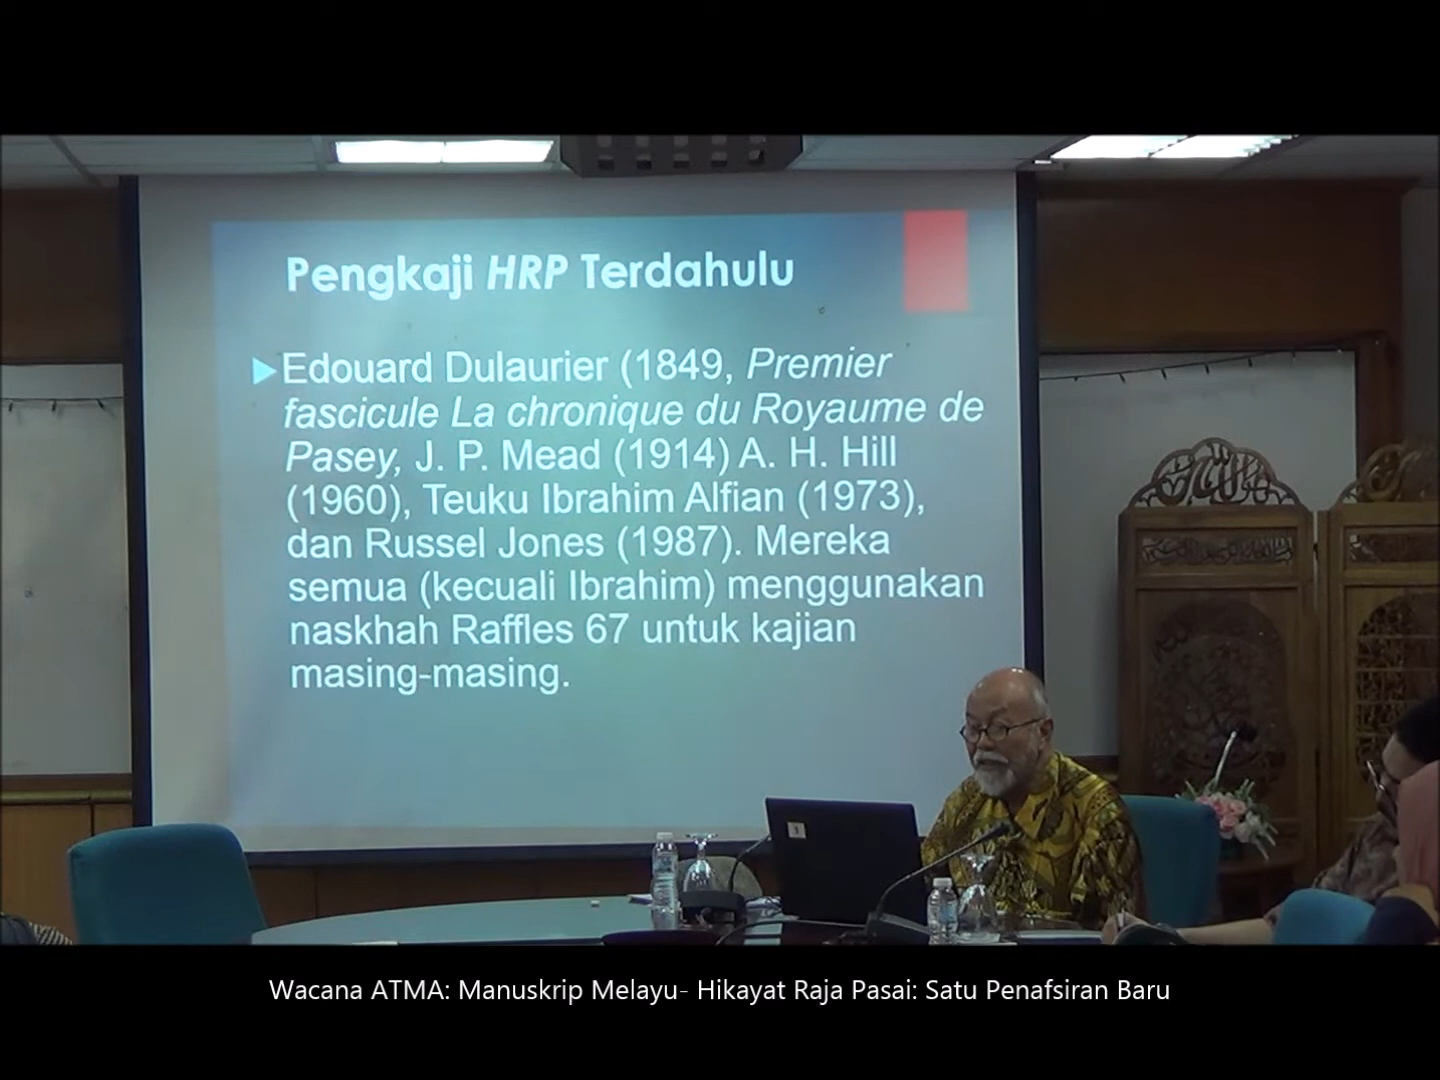 Pengkaji HRP Terdahulu
Edouard Dulaurier (1849, Premier
fascicule La chronique du Royaume de
Pasey, J. P. Mead (1914) A. H. Hill
(1960), Teuku Ibrahim Alfian (1973),
dan Russel Jones (1987). Mereka
semua (kecuali Ibrahim) menggunakan
naskhah Raffles 67 untuk kajian
masing-masing.
Wacana ATMA: Manuskrip Melayu- Hikayat Raja Pasai: Satu Penafsiran Baru